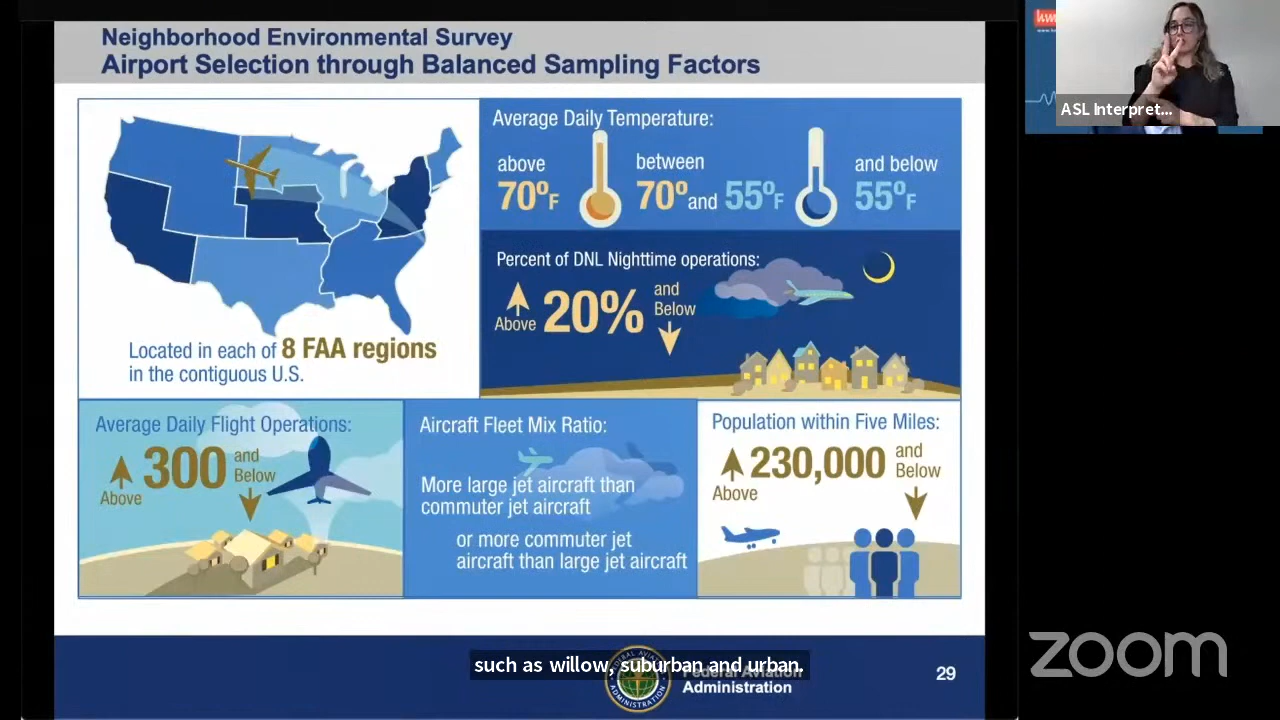 Neighborhood Environmental Survey
Airport Selection through Balanced Sampling Factors
Located in each of 8 FAA regions
in the contiguous U.S.
Average Daily Temperature:
above
70ºF
between
70º and 55ºF
and below
55ºF
Percent of DNL Nighttime operations:
Above
20%
and
Below
Average Daily Flight Operations:
Above
300
and
Below
Aircraft Fleet Mix Ratio:
More large jet aircraft than
commuter jet aircraft
or more commuter jet
aircraft than large jet aircraft
Population within Five Miles:
Above
230,000
and
Below
such as willow, suburban and urban.
Federal Aviation
Administration
29
ASL Interpret...
zoom